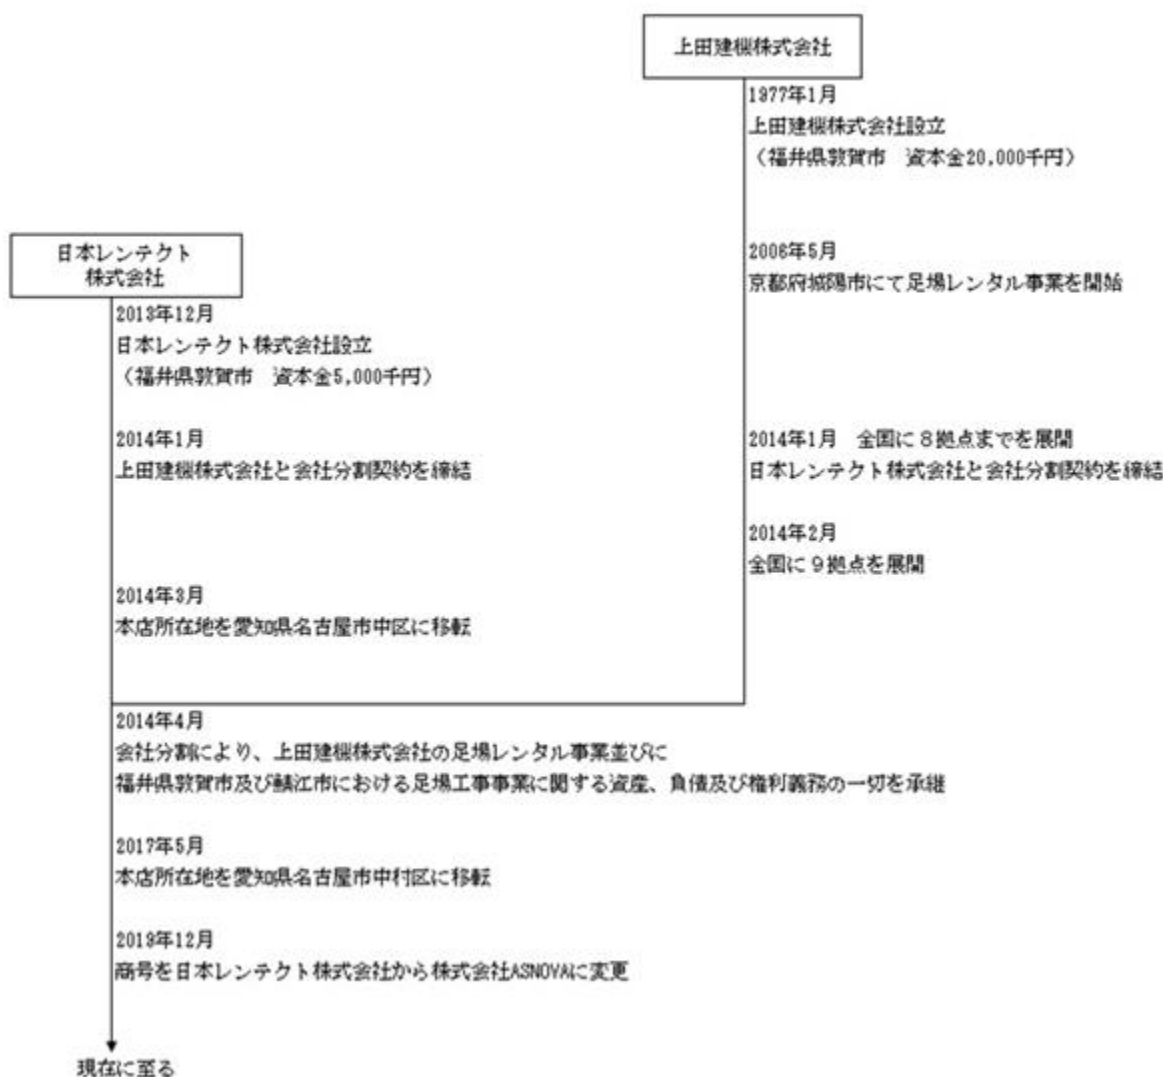 上田建機株式会社
1977年1月
上田建機株式会社設立
(福井県敦賀市 資本金20,000千円)
2006年5月
京都府城陽市にて足場レンタル事業を開始
2014年1月 全国に８拠点までを展開
日本レンテクト株式会社と会社分割契約を締結
2014年2月
全国に９拠点を展開
日本レンテクト
株式会社
2013年12月
日本レンテクト株式会社設立
(福井県敦賀市 資本金5,000千円)
2014年1月
上田建機株式会社と会社分割契約を締結
2014年3月
本店所在地を愛知県名古屋市中区に移転
2014年4月
会社分割により、上田建機株式会社の足場レンタル事業並びに
福井県敦賀市及び鯖江市における足場工事事業に関する資産、負債及び権利義務の一切を承継
2017年5月
本店所在地を愛知県名古屋市中村区に移転
2019年12月
商号を日本レンテクト株式会社から株式会社ASNOVAに変更
現在に至る